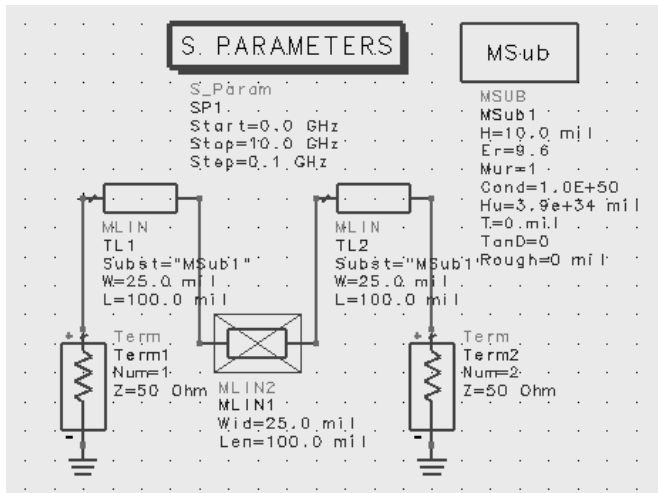 S. PARAMETERS
MSub
S_Param
SP1
Start=0.0 GHz
Stop=10.0 GHz
Step=0.1 GHz
MSUB
MSub1
H=10.0 mil
Er=9.6
Mur=1
Cond=1.0E+50
Hu=3.9e+34 mil
T=0 mil
TanD=0
Rough=0 mil
MLIN
TL1
Subst="MSub1"
W=25.0 mil
L=100.0 mil
MLIN
TL2
Subst="MSub1"
W=25.0 mil
L=100.0 mil
+
Term
Term1
Num=1
Z=50 Ohm
-
MLIN2
MLIN1
Wid=25.0 mil
Len=100.0 mil
+
Term
Term2
Num=2
Z=50 Ohm
-